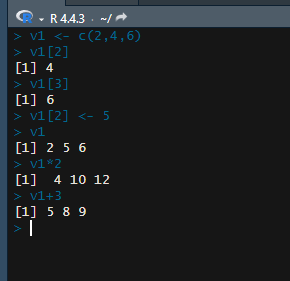 R R 4.4.3 · ~/
> v1 <- c(2,4,6)
> v1[2]
[1] 4
> v1[3]
[1] 6
> v1[2] <- 5
> v1
[1] 2 5 6
> v1*2
[1]  4 10 12
> v1+3
[1] 5 8 9
>